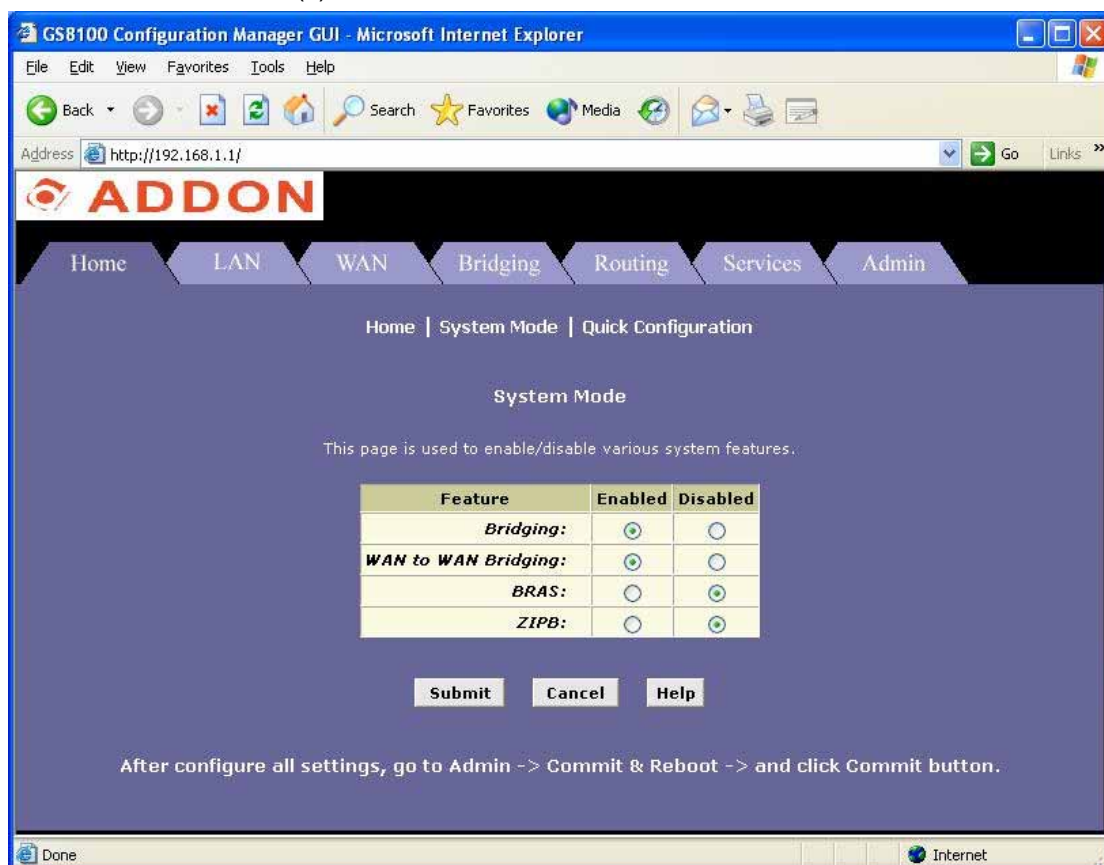 GS8100 Configuration Manager GUI - Microsoft Internet Explorer
File Edit View Favorites Tools Help
Back Search Favorites Media
Address http://192.168.1.1/ Go Links »
ADDON
Home LAN WAN Bridging Routing Services Admin
Home | System Mode | Quick Configuration
System Mode
This page is used to enable/disable various system features.
Feature Enabled Disabled
Bridging:
WAN to WAN Bridging:
BRAS:
ZIPB:
Submit Cancel Help
After configure all settings, go to Admin -> Commit & Reboot -> and click Commit button.
Done Internet